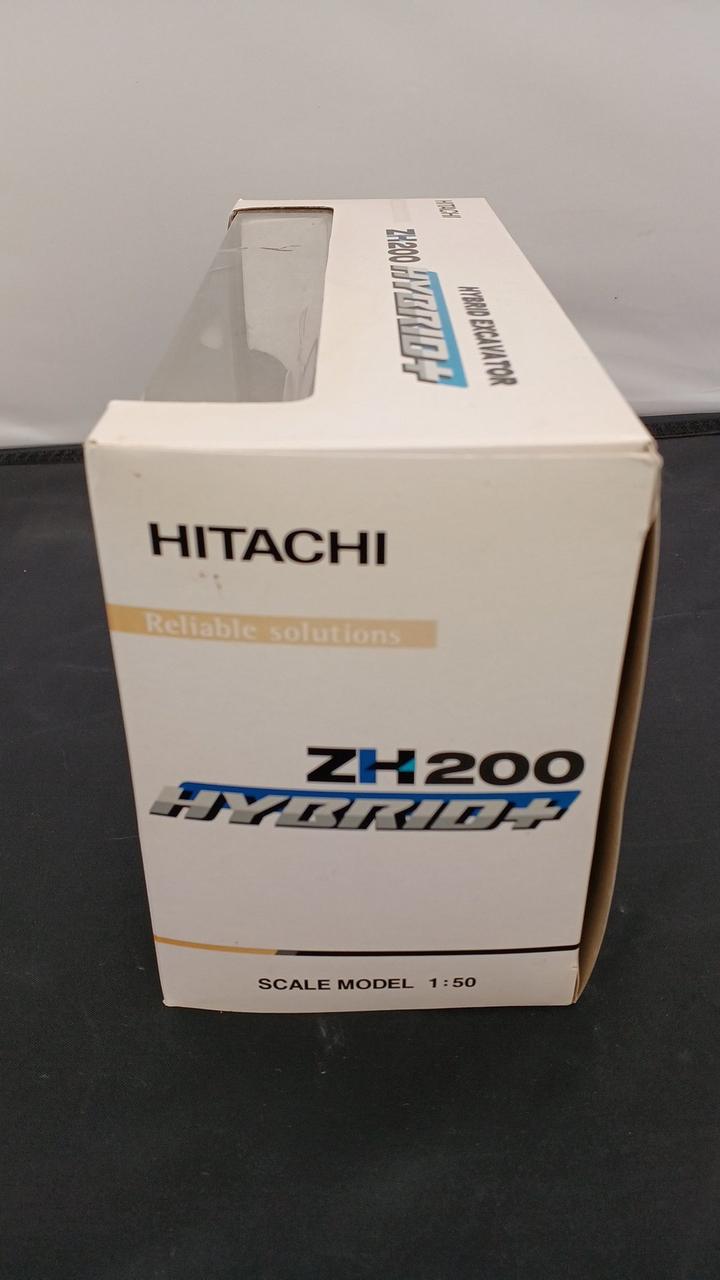 HITACHI
ZH200 HYBRID+
HYBRID EXCAVATOR
HITACHI
Reliable solutions
ZH200
HYBRID+
SCALE MODEL 1:50